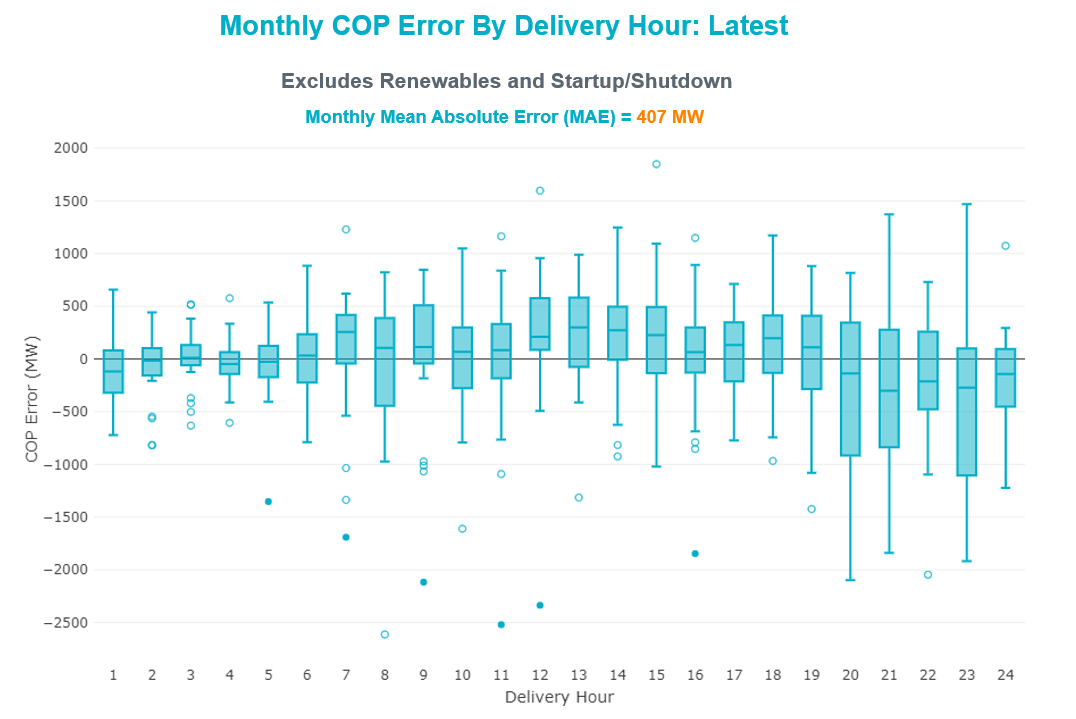 Monthly COP Error By Delivery Hour: Latest
Excludes Renewables and Startup/Shutdown
Monthly Mean Absolute Error (MAE) = 407 MW
2000
1500
1000
500
0
−500
−1000
−1500
−2000
−2500
COP Error (MW)
1 2 3 4 5 6 7 8 9 10 11 12 13 14 15 16 17 18 19 20 21 22 23 24
Delivery Hour